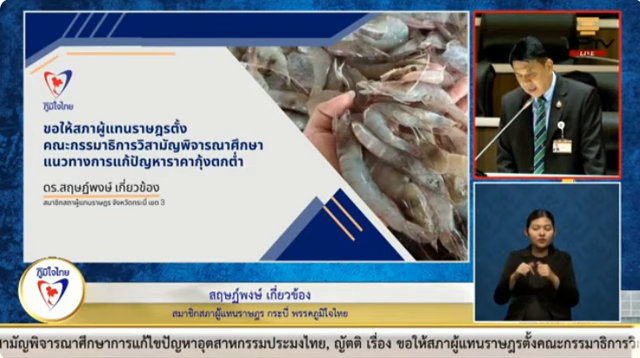 TV
LIVE
ภูมิใจไทย
ขอให้สภาผู้แทนราษฎรตั้ง
คณะกรรมาธิการวิสามัญพิจารณาศึกษา
แนวทางการแก้ปัญหาราคากุ้งตกต่ำ
ดร.สฤษฏ์พงษ์ เกี่ยวข้อง
สมาชิกสภาผู้แทนราษฎร จังหวัดกระบี่ เขต 3
ภูมิใจไทย
สฤษฏ์พงษ์ เกี่ยวข้อง
สมาชิกสภาผู้แทนราษฎร กระบี่ พรรคภูมิใจไทย
สามัญพิจารณาศึกษาการแก้ไขปัญหาอุตสาหกรรมประมงไทย, ญัตติ เรื่อง ขอให้สภาผู้แทนราษฎรตั้งคณะกรรมาธิการวิ